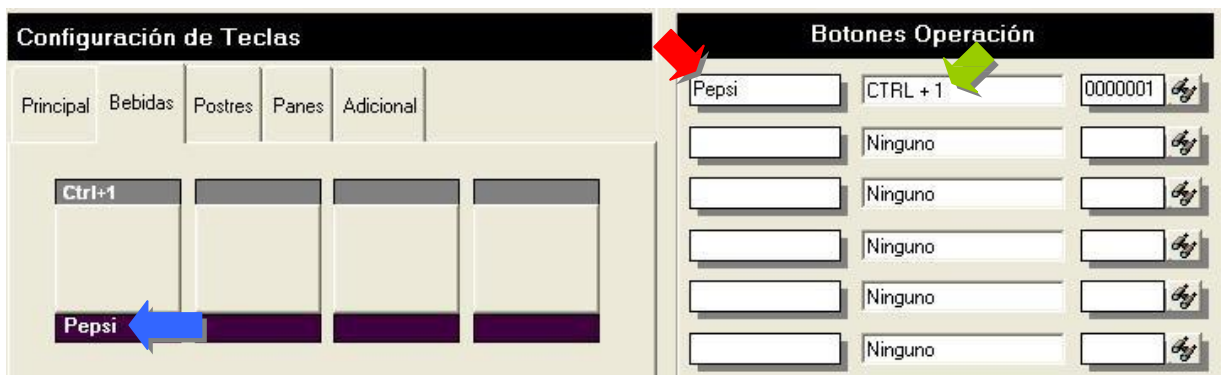 Configuración de Teclas
Principal Bebidas Postres Panes Adicional
Ctrl+1
Pepsi
Botones Operación
Pepsi CTRL + 1 0000001
Ninguno
Ninguno
Ninguno
Ninguno
Ninguno